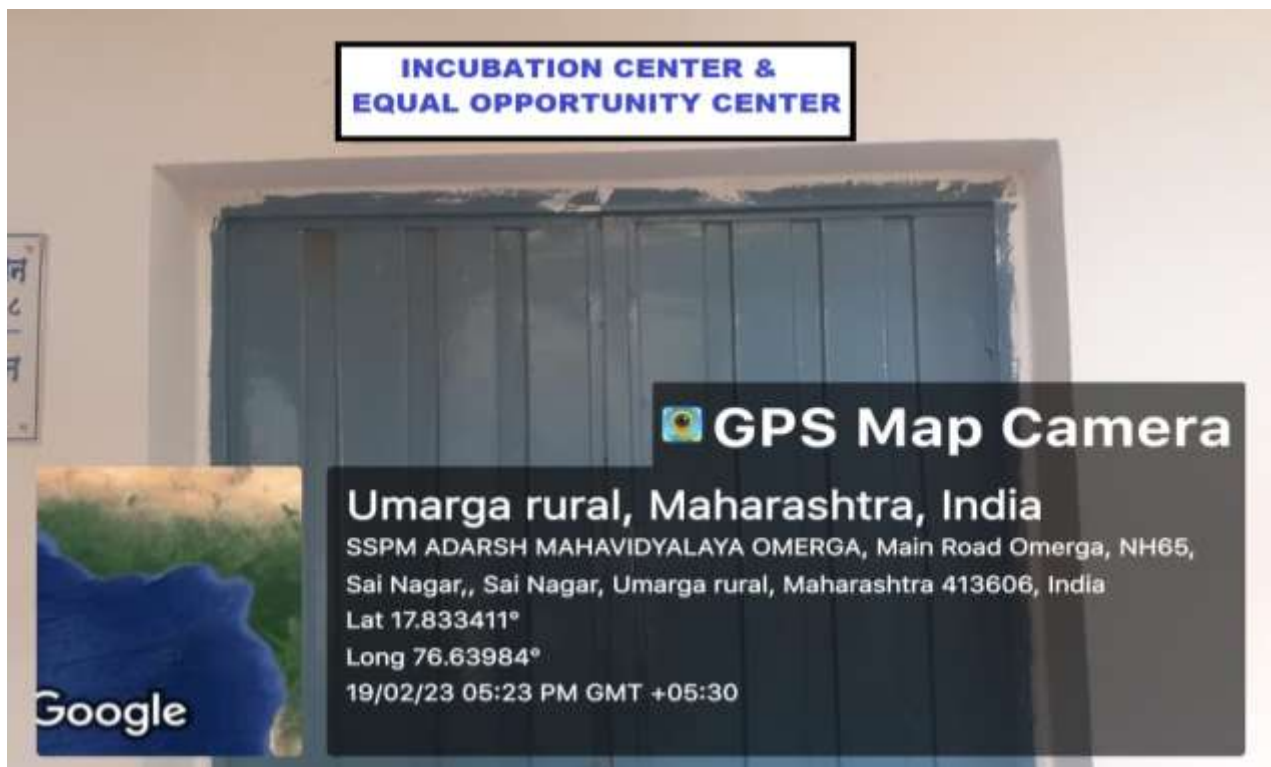 INCUBATION CENTER &
EQUAL OPPORTUNITY CENTER
GPS Map Camera
Umarga rural, Maharashtra, India
SSPM ADARSH MAHAVIDYALAYA OMERGA, Main Road Omerga, NH65,
Sai Nagar,, Sai Nagar, Umarga rural, Maharashtra 413606, India
Lat 17.833411°
Long 76.63984°
19/02/23 05:23 PM GMT +05:30
Google